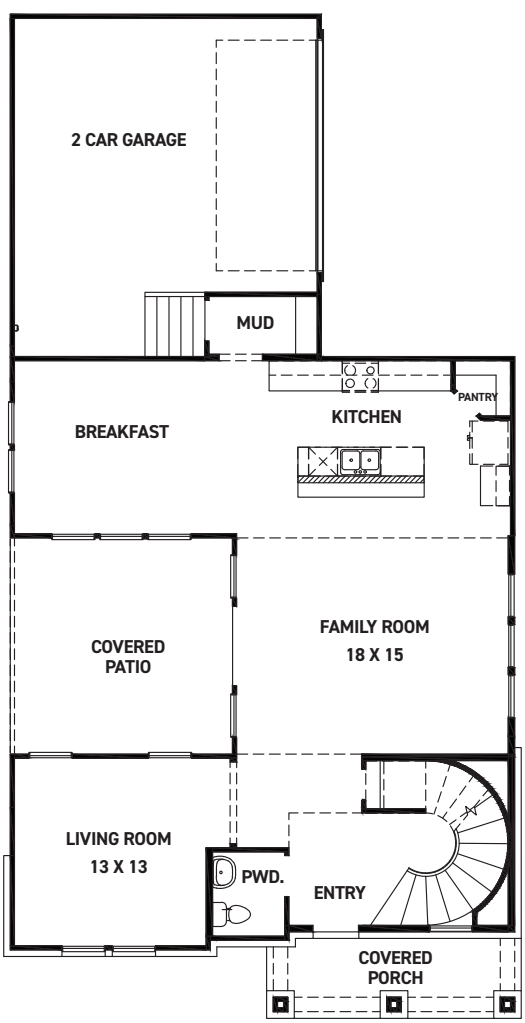 2 CAR GARAGE
MUD
PANTRY
KITCHEN
BREAKFAST
FAMILY ROOM
18 X 15
COVERED
PATIO
LIVING ROOM
13 X 13
PWD.
ENTRY
COVERED
PORCH